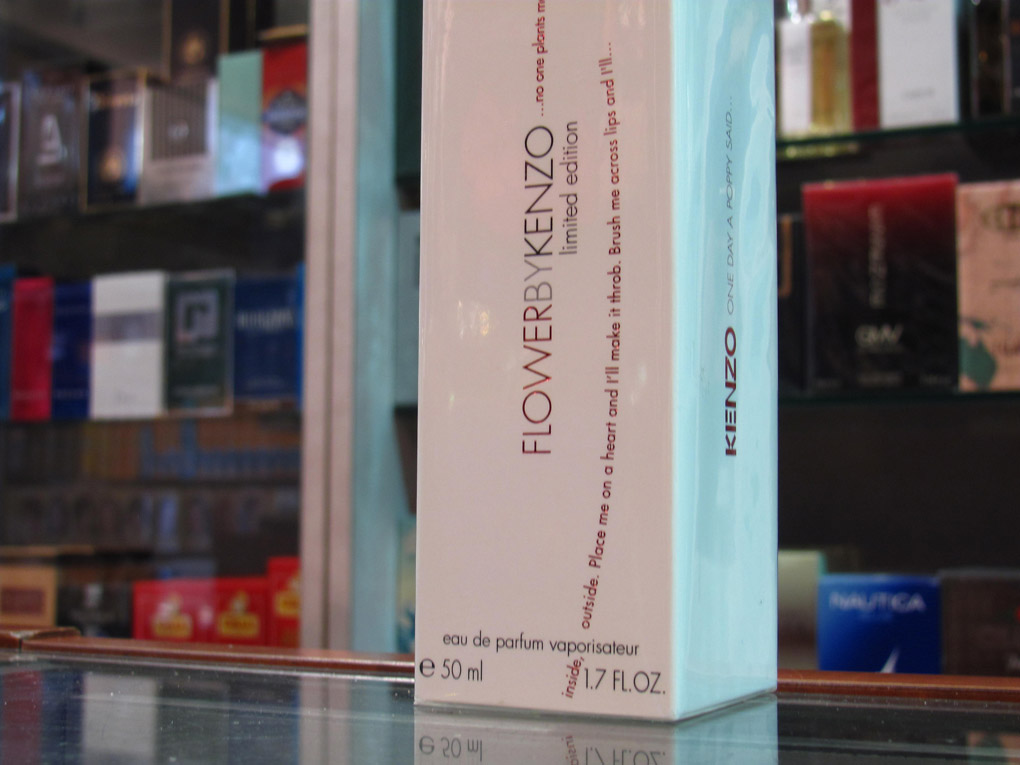 FLOWERBYKENZO
limited edition
...no one plants
inside, outside. Place me on a heart and I'll make it throb. Brush me across lips and I'll...
eau de parfum vaporisateur
e 50 ml
1.7 FL.OZ.
KENZO ONE DAY A POPPY SAID...
NAUTICA